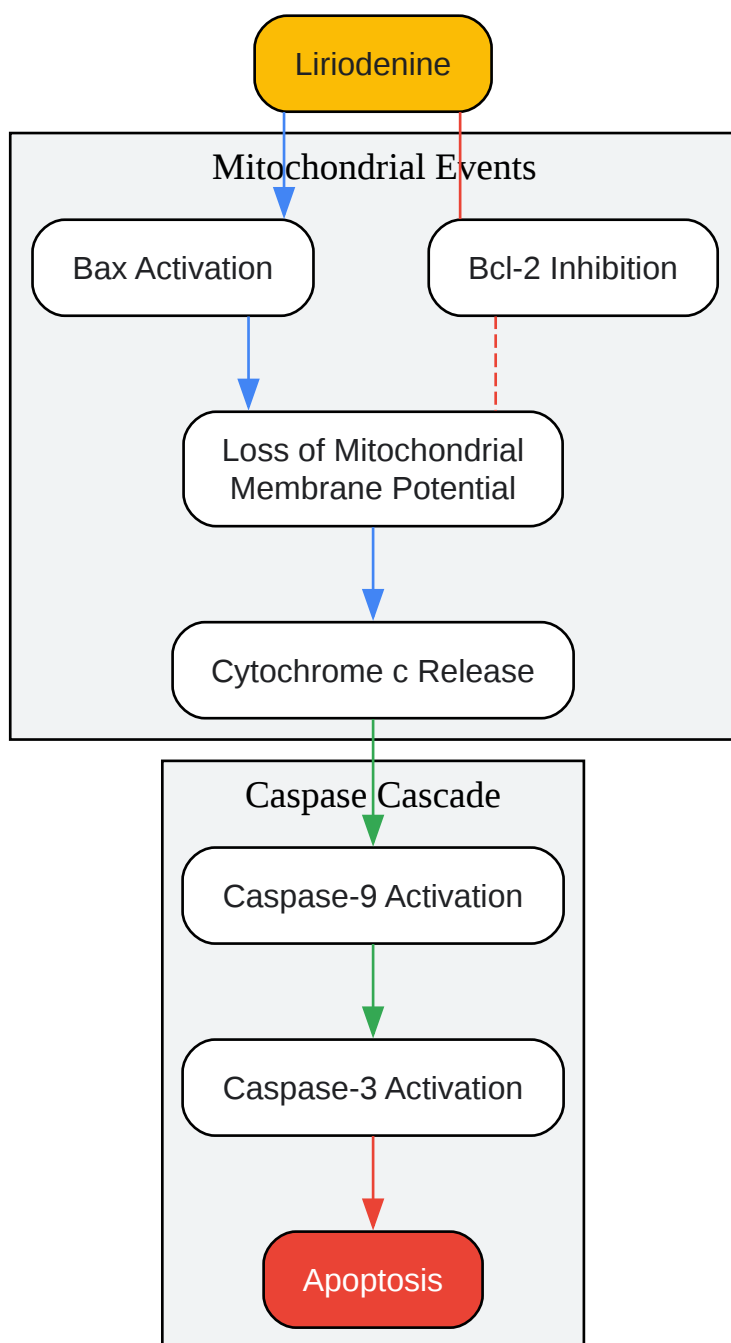 Liriodenine
Mitochondrial Events
Bax Activation
Bcl-2 Inhibition
Loss of Mitochondrial
Membrane Potential
Cytochrome c Release
Caspase Cascade
Caspase-9 Activation
Caspase-3 Activation
Apoptosis